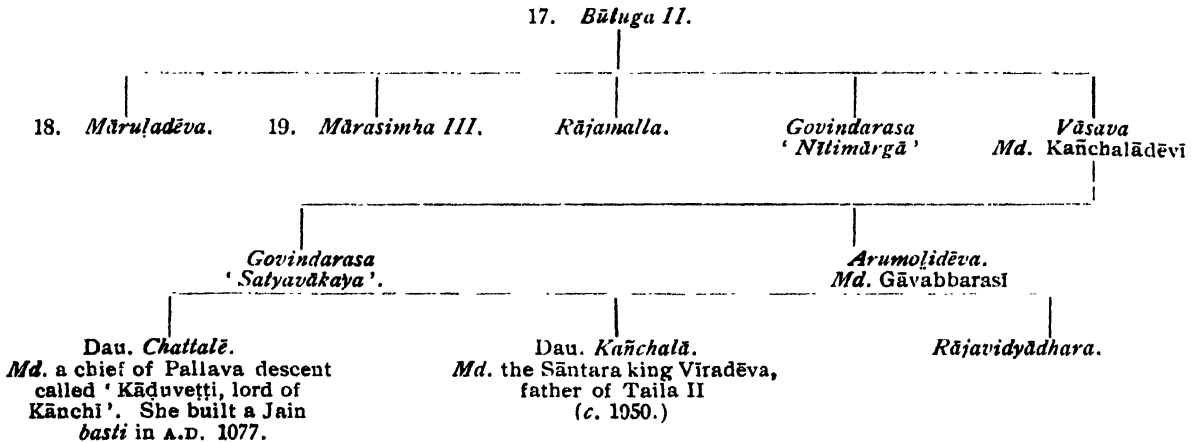 17. Būtuga II.
18. Māruḷadēva. 19. Mārasimha III. Rājamalla. Govindarasa Vāsava
‘ Nītimārgā ’ Md. Kañchalādēvī
Govindarasa Arumoḷidēva.
‘ Satyavākaya ’. Md. Gāvabbarasi
Dau. Chattalē. Dau. Kañchalā. Rājavidyādhara.
Md. a chief of Pallava descent Md. the Sāntara king Vīradēva,
called ‘ Kāḍuveṭṭi, lord of father of Taila II
Kānchī ’. She built a Jain (c. 1050.)
basti in A.D. 1077.